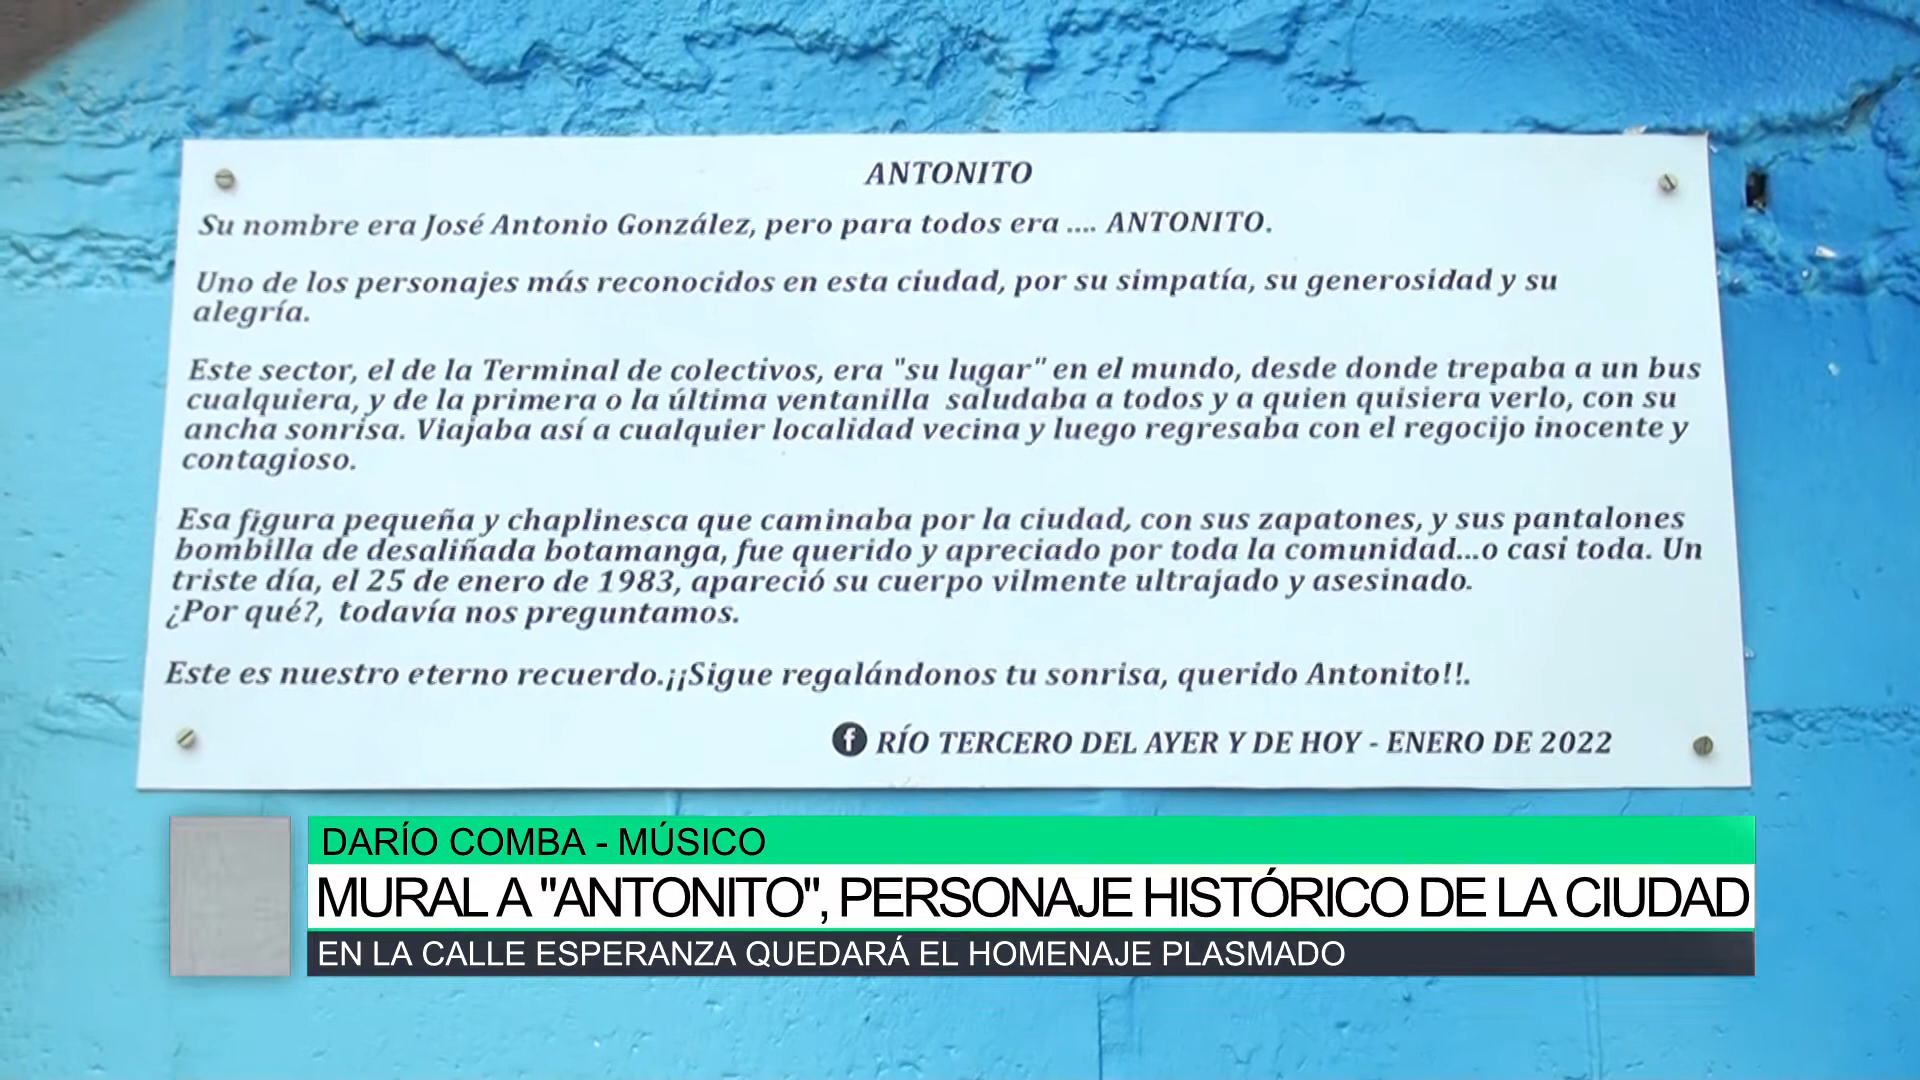 ANTONITO
Su nombre era José Antonio González, pero para todos era .... ANTONITO.
Uno de los personajes más reconocidos en esta ciudad, por su simpatía, su generosidad y su
alegría.
Este sector, el de la Terminal de colectivos, era "su lugar" en el mundo, desde donde trepaba a un bus
cualquiera, y de la primera o la última ventanilla saludaba a todos y a quien quisiera verlo, con su
ancha sonrisa. Viajaba así a cualquier localidad vecina y luego regresaba con el regocijo inocente y
contagioso.
Esa figura pequeña y chaplinesca que caminaba por la ciudad, con sus zapatones, y sus pantalones
bombilla de desaliñada botamanga, fue querido y apreciado por toda la comunidad...o casi toda. Un
triste día, el 25 de enero de 1983, apareció su cuerpo vilmente ultrajado y asesinado.
¿Por qué?, todavía nos preguntamos.
Este es nuestro eterno recuerdo.¡¡Sigue regalándonos tu sonrisa, querido Antonito!!.
f RÍO TERCERO DEL AYER Y DE HOY - ENERO DE 2022
DARÍO COMBA - MÚSICO
MURAL A "ANTONITO", PERSONAJE HISTÓRICO DE LA CIUDAD
EN LA CALLE ESPERANZA QUEDARÁ EL HOMENAJE PLASMADO